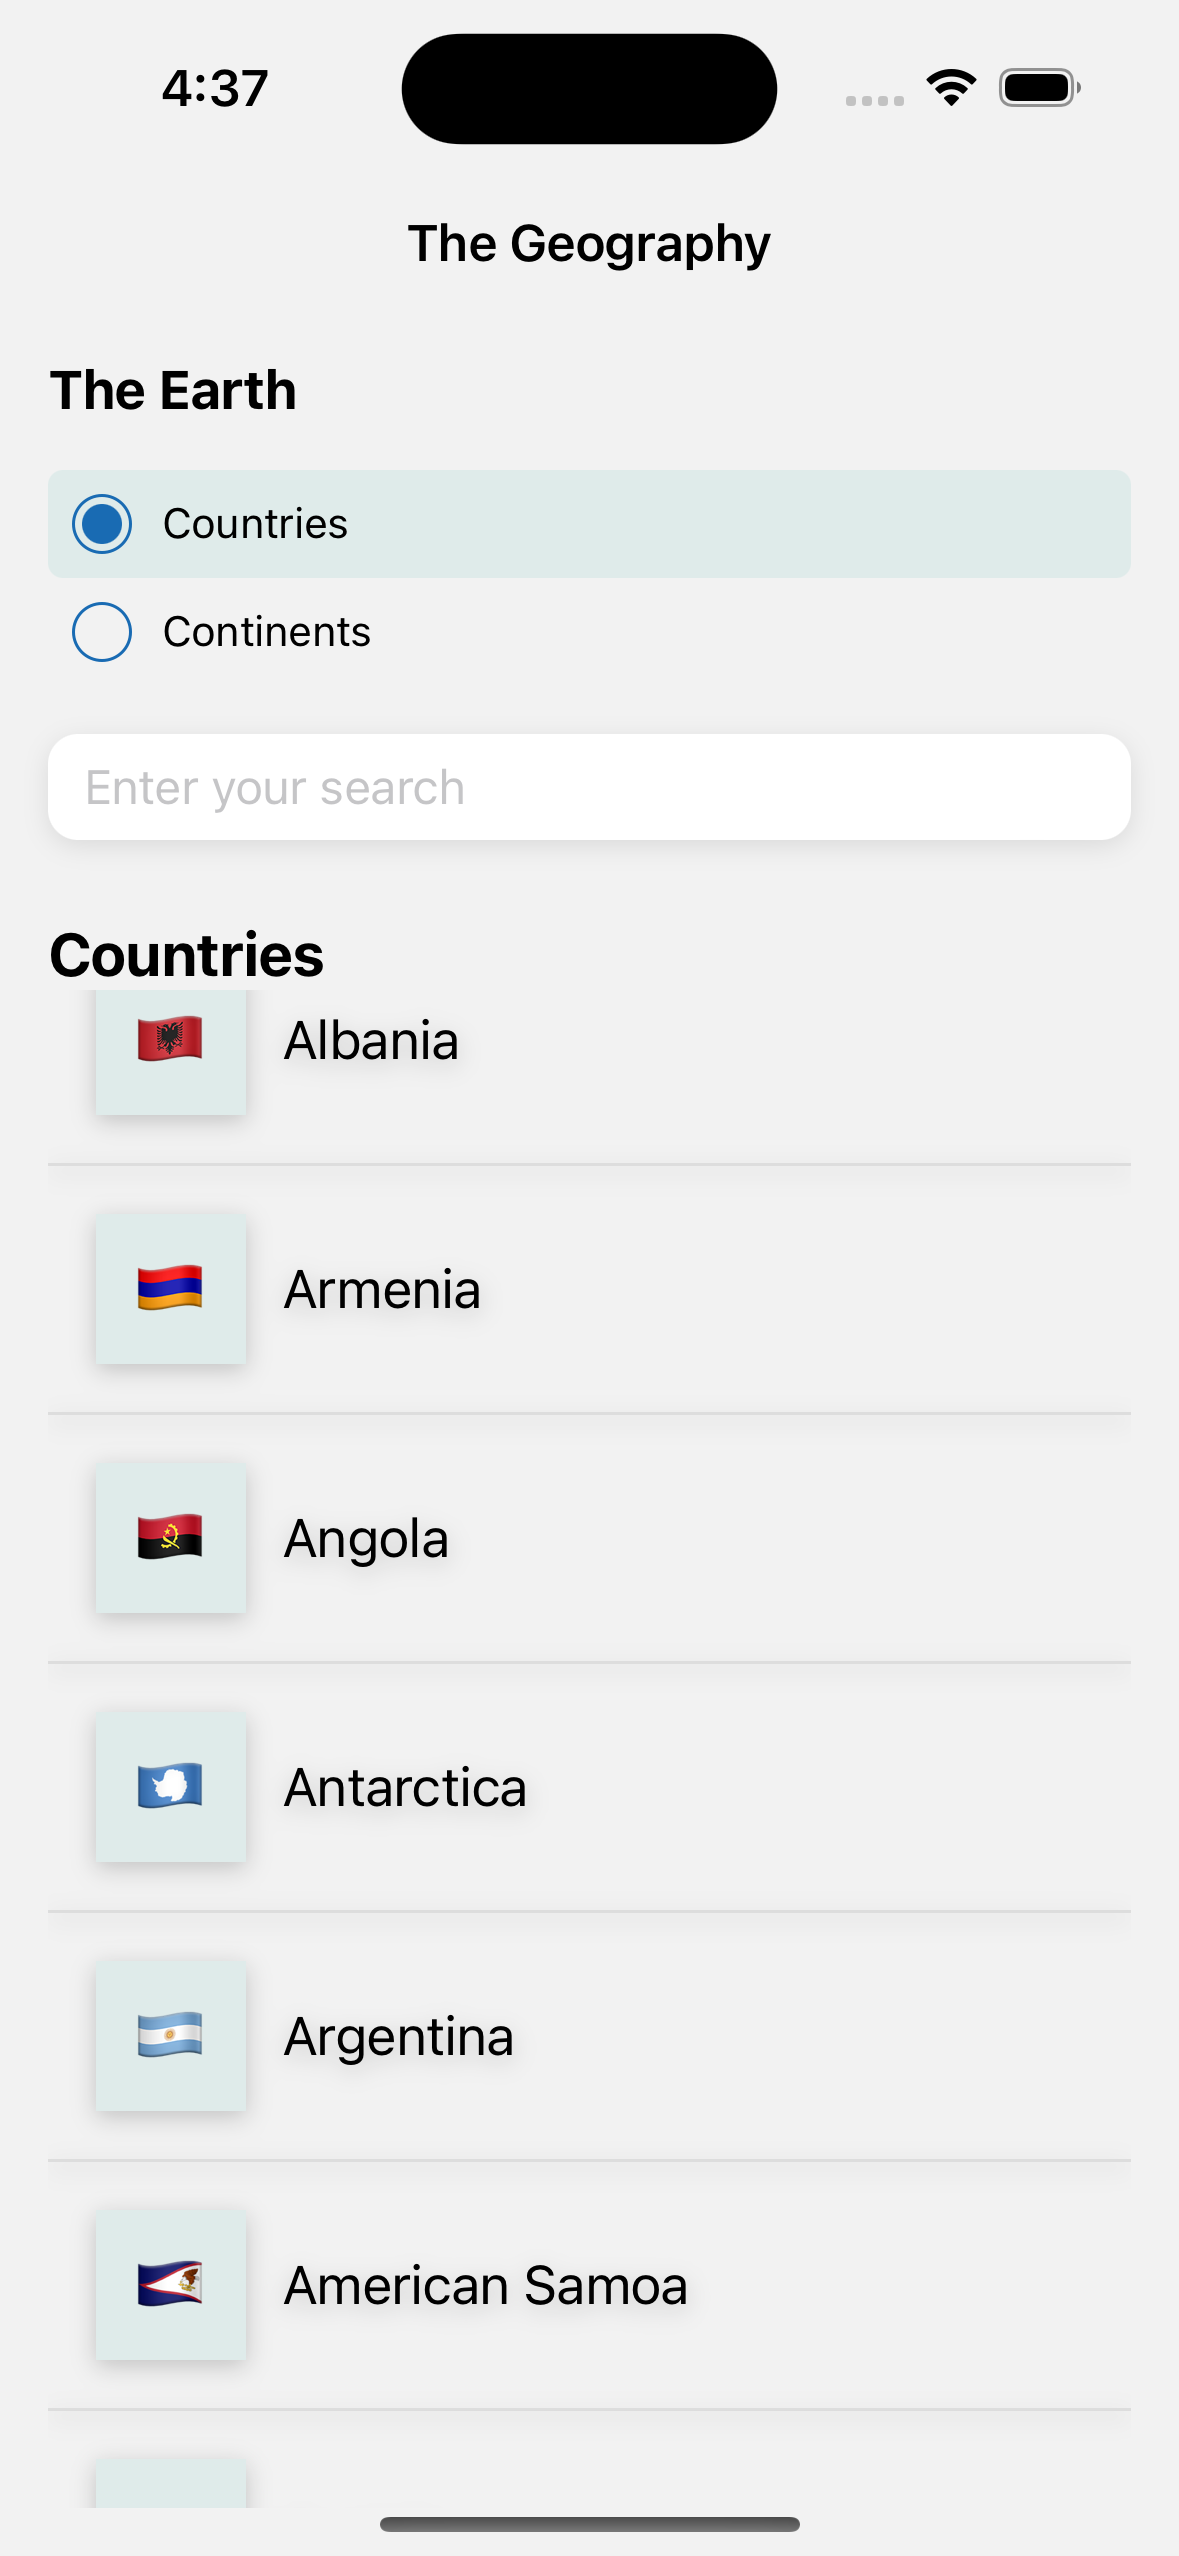 4:37
The Geography
The Earth
Countries
Continents
Enter your search
Countries
Albania
Armenia
Angola
Antarctica
Argentina
American Samoa